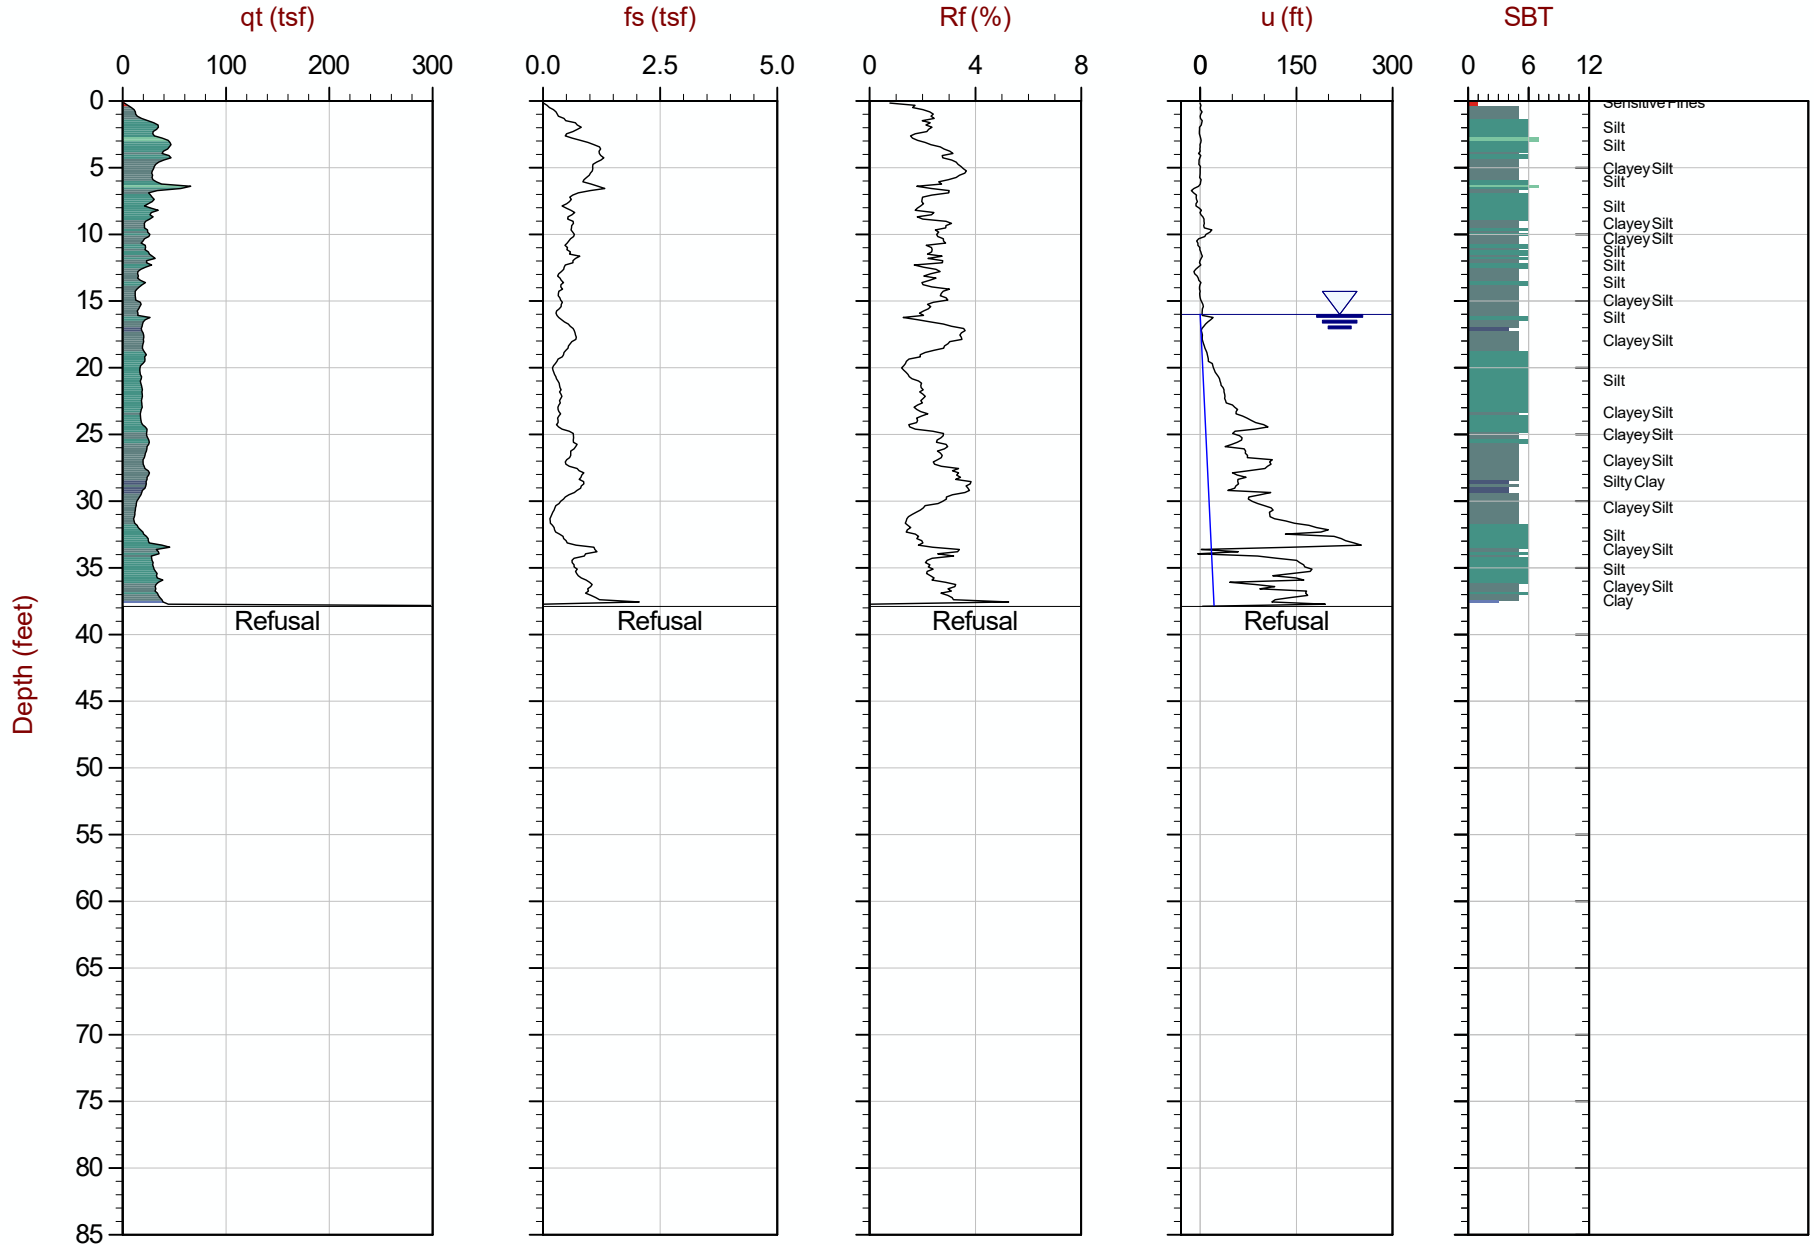 qt (tsf) fs (tsf) Rf (%) u (ft) SBT
0 100 200 300 0.0 2.5 5.0 0 4 8 0 150 300 0 6 12
0
Sensitive Fines
Silt
Silt
5
Clayey Silt
Silt
Silt
Clayey Silt
10
Clayey Silt
Silt
Silt
Silt
15
Clayey Silt
Silt
Clayey Silt
20
Silt
Clayey Silt
25
Clayey Silt
Clayey Silt
Silty Clay
30
Clayey Silt
Silt
Clayey Silt
35
Silt
Clayey Silt
Clay
Refusal Refusal Refusal Refusal
40
Depth (feet)
45
50
55
60
65
70
75
80
85